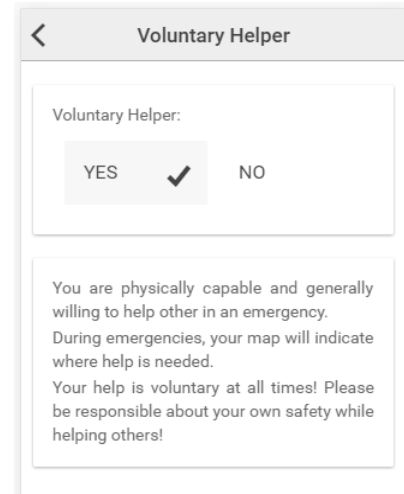 Voluntary Helper
Voluntary Helper:
YES NO
You are physically capable and generally
willing to help other in an emergency.
During emergencies, your map will indicate
where help is needed.
Your help is voluntary at all times! Please
be responsible about your own safety while
helping others!